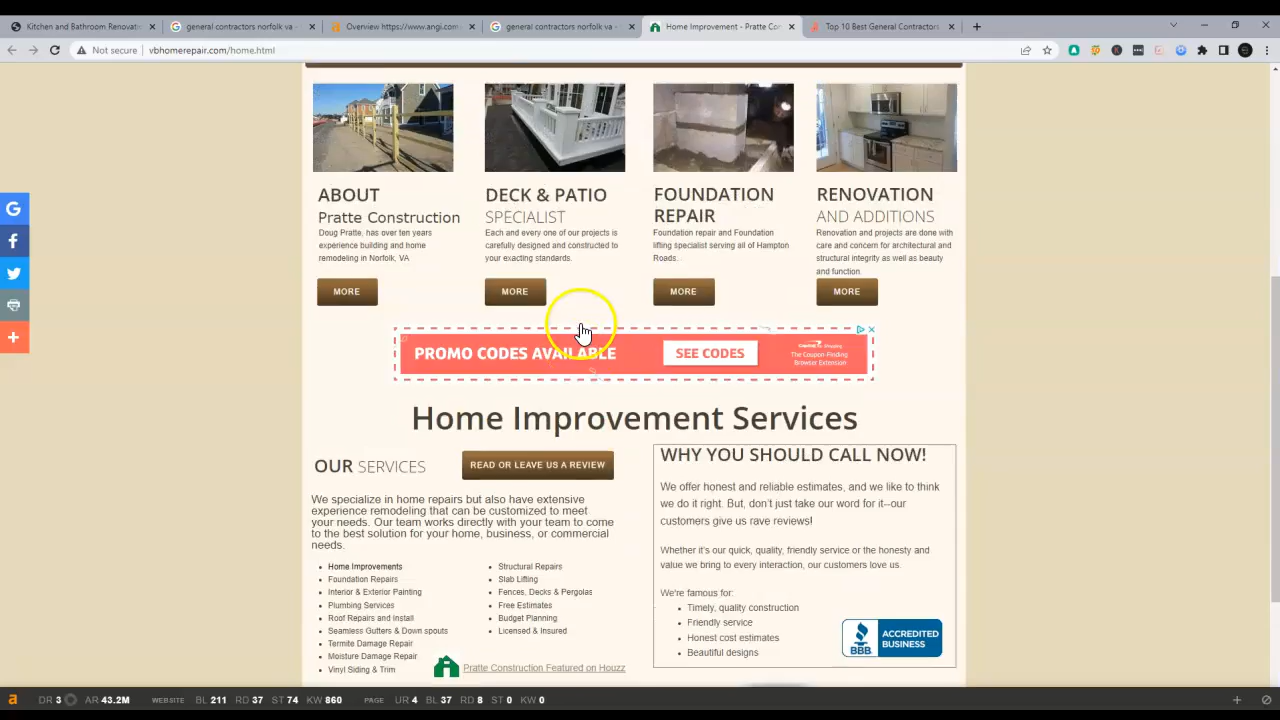 Kitchen and Bathroom Renovati
general contractors norfolk va -
Overview https://www.angi.com
general contractors norfolk va -
Home Improvement - Pratte Con
Top 10 Best General Contractors
Not secure
vbhomerepair.com/home.html
ABOUT
Pratte Construction
Doug Pratte, has over ten years
experience building and home
remodeling in Norfolk, VA
MORE
DECK & PATIO
SPECIALIST
Each and every one of our projects is
carefully designed and constructed to
your exacting standards.
MORE
FOUNDATION
REPAIR
Foundation repair and Foundation
lifting specialist serving all of Hampton
Roads.
MORE
RENOVATION
AND ADDITIONS
Renovation and projects are done with
care and concern for architectural and
structural integrity as well as beauty
and function.
MORE
PROMO CODES AVAILABLE
SEE CODES
The Coupon-Finding
Browser Extension
Home Improvement Services
OUR SERVICES
READ OR LEAVE US A REVIEW
We specialize in home repairs but also have extensive
experience remodeling that can be customized to meet
your needs. Our team works directly with your team to come
to the best solution for your home, business, or commercial
needs.
Home Improvements
Foundation Repairs
Interior & Exterior Painting
Plumbing Services
Roof Repairs and Install
Seamless Gutters & Down spouts
Termite Damage Repair
Moisture Damage Repair
Vinyl Siding & Trim
Structural Repairs
Slab Lifting
Fences, Decks & Pergolas
Free Estimates
Budget Planning
Licensed & Insured
Pratte Construction Featured on Houzz
WHY YOU SHOULD CALL NOW!
We offer honest and reliable estimates, and we like to think
we do it right. But, don't just take our word for it--our
customers give us rave reviews!
Whether it's our quick, quality, friendly service or the honesty and
value we bring to every interaction, our customers love us.
We're famous for:
Timely, quality construction
Friendly service
Honest cost estimates
Beautiful designs
BBB
ACCREDITED
BUSINESS
DR 3 AR 43.2M WEBSITE BL 211 RD 37 ST 74 KW 860 PAGE UR 4 BL 37 RD 8 ST 0 KW 0